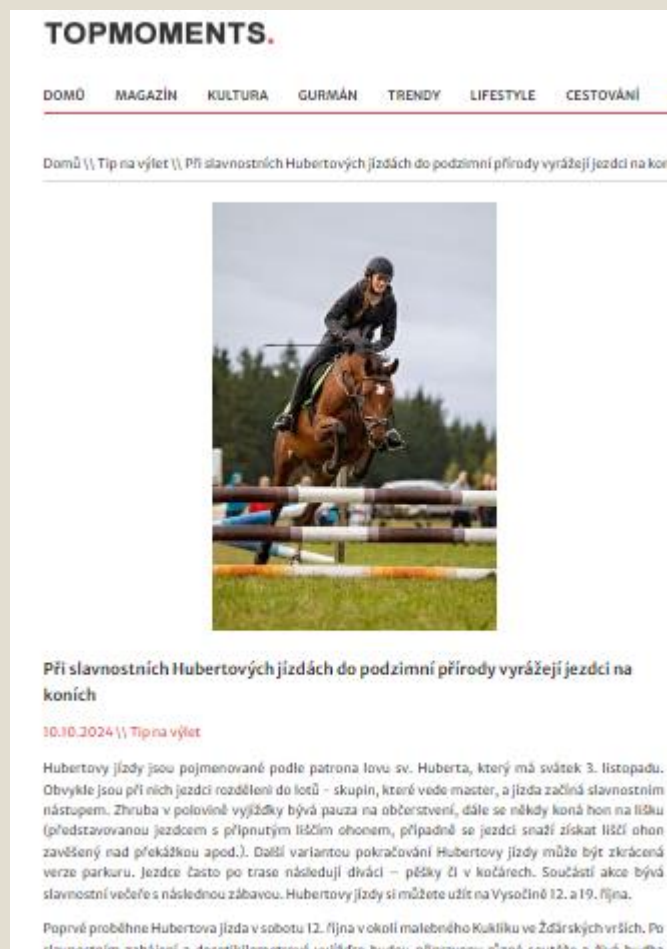 TOPMOMENTS.
DOMŮ MAGAZÍN KULTURA GURMÁN TRENDY LIFESTYLE CESTOVÁNÍ
Domů \\ Tip na výlet \\ Při slavnostních Hubertových jízdách do podzimní přírody vyrážejí jezdci na
Při slavnostních Hubertových jízdách do podzimní přírody vyrážejí jezdci na
koních
10.10.2024 \\ Tip na výlet
Hubertovy jízdy jsou pojmenované podle patrona lovu sv. Huberta, který má svátek 3. listopadu.
Obvykle jsou při nich jezdci rozděleni do lotů – skupin, které vede master, a jízda začíná slavnostním
nástupem. Zhruba v polovině vyjížďky bývá pauza na občerstvení, dále se někdy koná hon na lišku
(představovanou jezdcem s připnutým liščím ohonem, případně se jezdci snaží získat liščí ohon
zavěšený nad překážkou apod.). Další variantou pokračování Hubertovy jízdy může být zkrácená
verze parkuru. Jezdce často po trase následují diváci – pěšky či v kočárech. Součástí akce bývá
slavnostní večeře s následnou zábavou. Hubertovy jízdy si můžete užít na Vysočině 12. a 19. října.
Poprvé proběhne Hubertova jízda v sobotu 12. října v okolí malebného Kuklíku ve Žďárských vrších. Po